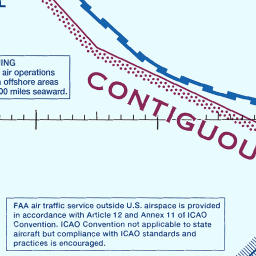 L
ING
air operations
offshore areas
00 miles seaward.
CONTIGUOU
FAA air traffic service outside U.S. airspace is provided
in accordance with Article 12 and Annex 11 of ICAO
Convention. ICAO Convention not applicable to state
aircraft but compliance with ICAO standards and
practices is encouraged.